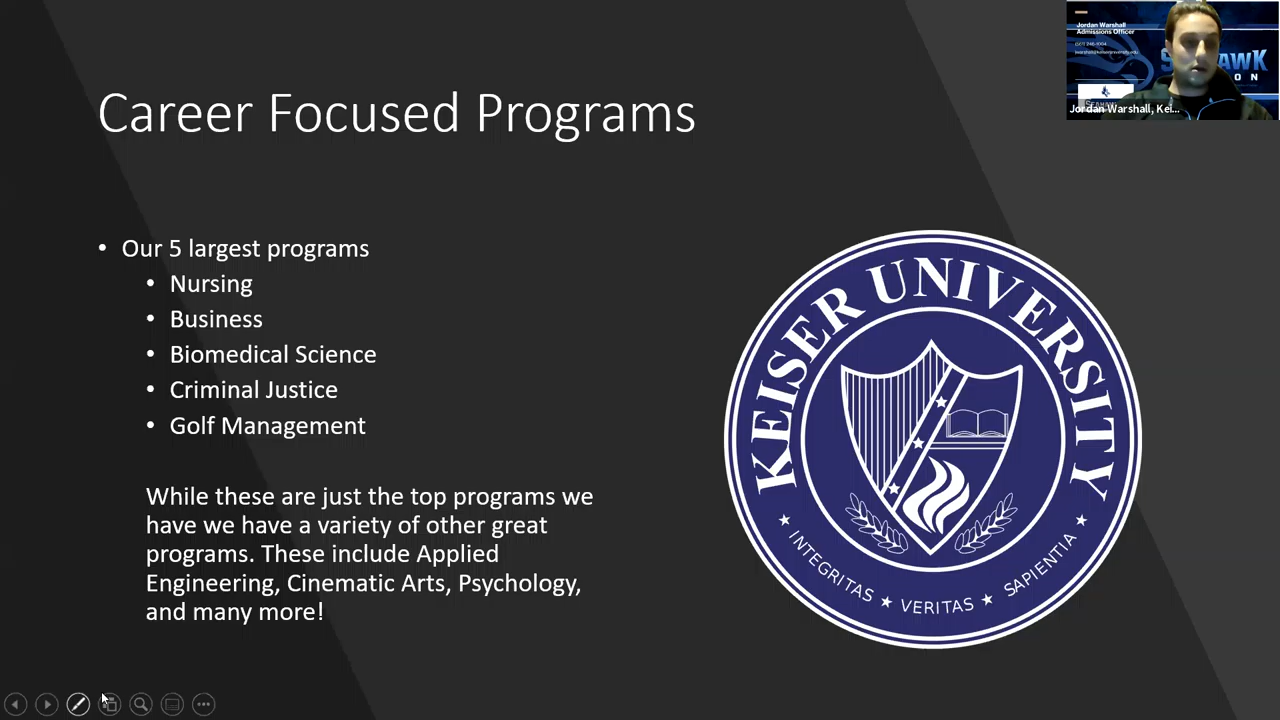 Career Focused Programs
• Our 5 largest programs
• Nursing
• Business
• Biomedical Science
• Criminal Justice
• Golf Management
While these are just the top programs we
have we have a variety of other great
programs. These include Applied
Engineering, Cinematic Arts, Psychology,
and many more!
KEISER UNIVERSITY
INTEGRITAS ★ VERITAS ★ SAPIENTIA
Jordan Warshall
Admissions Officer
Jordan Warshall, Kei...